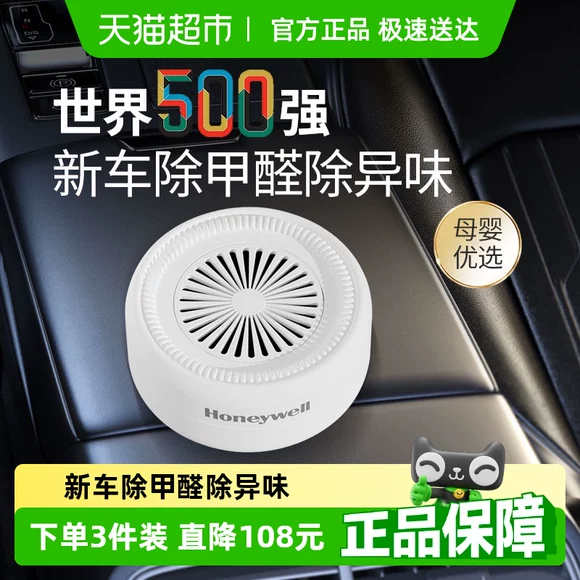 天猫超市 官方正品 极速送达
世界500强
新车除甲醛除异味
母婴
优选
Honeywell
新车除甲醛除异味
下单3件装 直降108元
正品保障